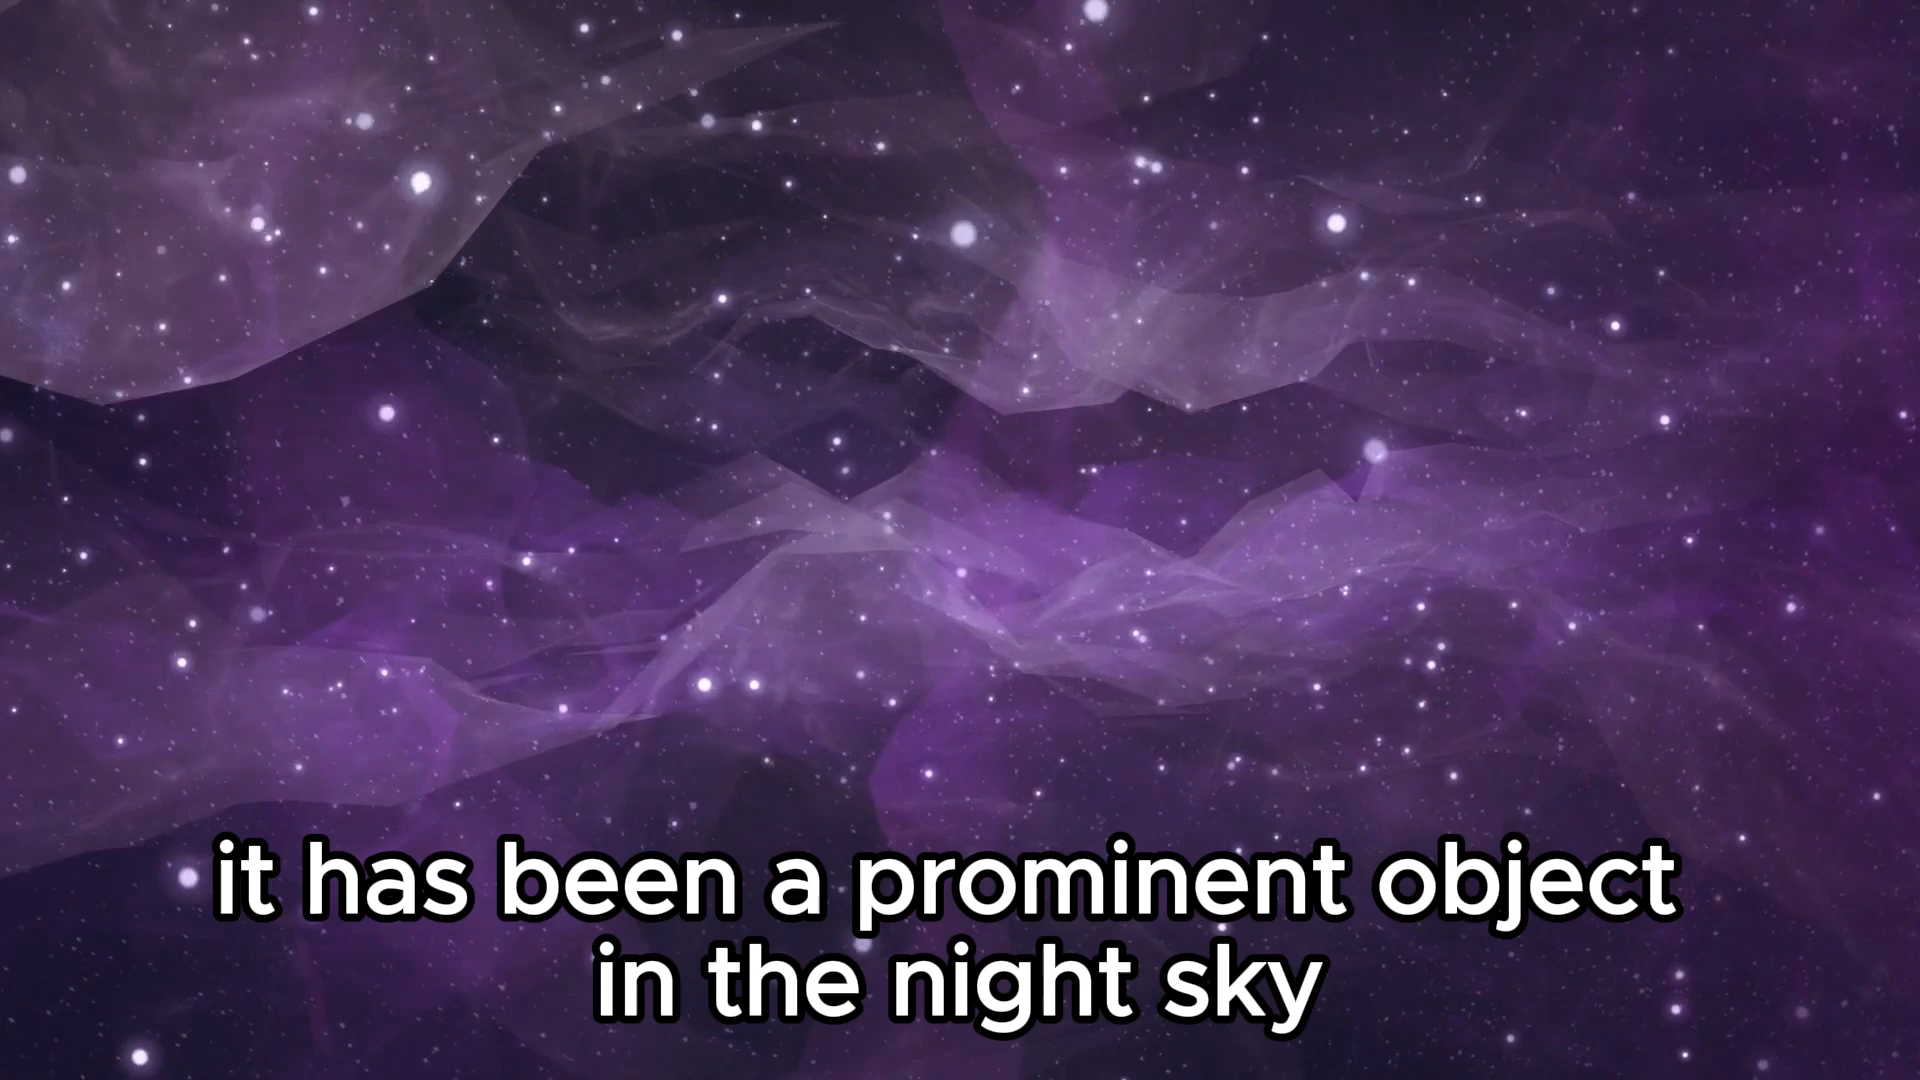 it has been a prominent object
in the night sky